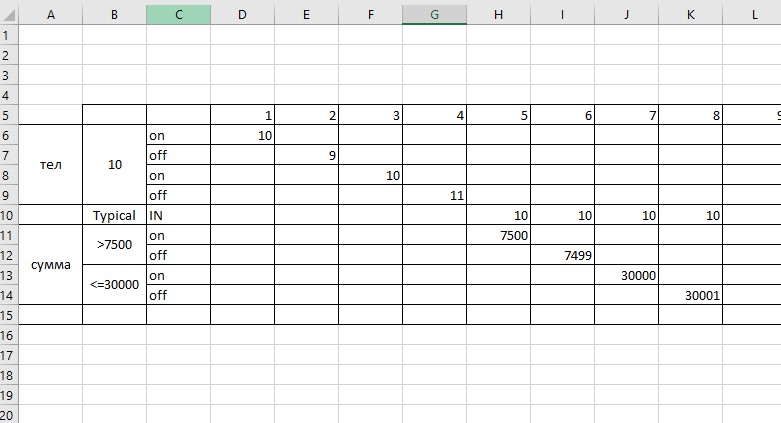 A B C D E F G H I J K L
1
2
3
4
5 1 2 3 4 5 6 7 8
6 on 10
7 off 9
тел 10
8 on 10
9 off 11
10 Typical IN 10 10 10 10
11 on 7500
>7500
12 off 7499
сумма
13 on 30000
<=30000
14 off 30001
15
16
17
18
19
20